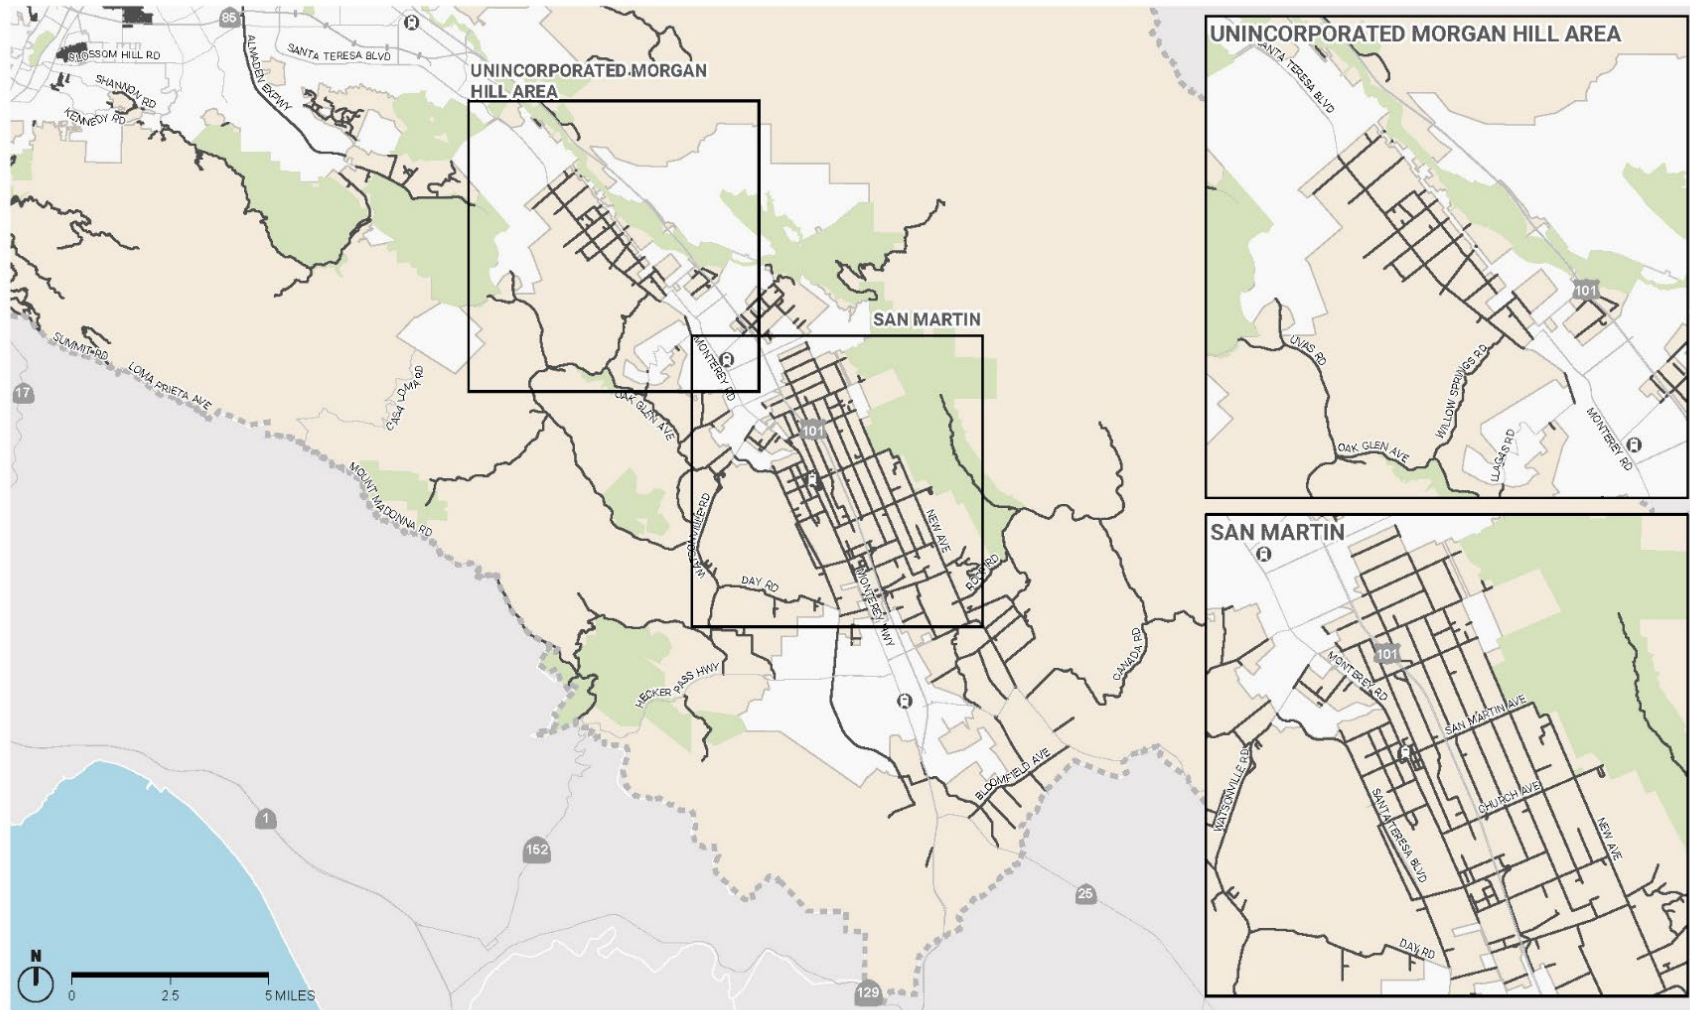 85
BLOSSOM HILL RD
SHANNON RD
KENNEDY RD
ALMADEN EXPWY
SANTA TERESA BLVD
UNINCORPORATED MORGAN
HILL AREA
SAN MARTIN
17
SUMMIT RD
LOMA PRIETA AVE
CASA LOMA RD
MOUNT MADONNA RD
OAK GLEN AVE
MONTEREY RD
101
WATSONVILLE RD
DAY RD
NEW AVE
ROOP RD
MONTEREY HWY
HECKER PASS HWY
CANADA RD
BLOOMFIELD AVE
1
152
25
129
N
0 2.5 5 MILES
UNINCORPORATED MORGAN HILL AREA
SANTA TERESA BLVD
101
UVAS RD
WILLOW SPRINGS RD
OAK GLEN AVE
LLAGAS RD
MONTEREY RD
SAN MARTIN
101
MONTEREY RD
SAN MARTIN AVE
WATSONVILLE RD
CHURCH AVE
SANTA TERESA BLVD
NEW AVE
DAY RD